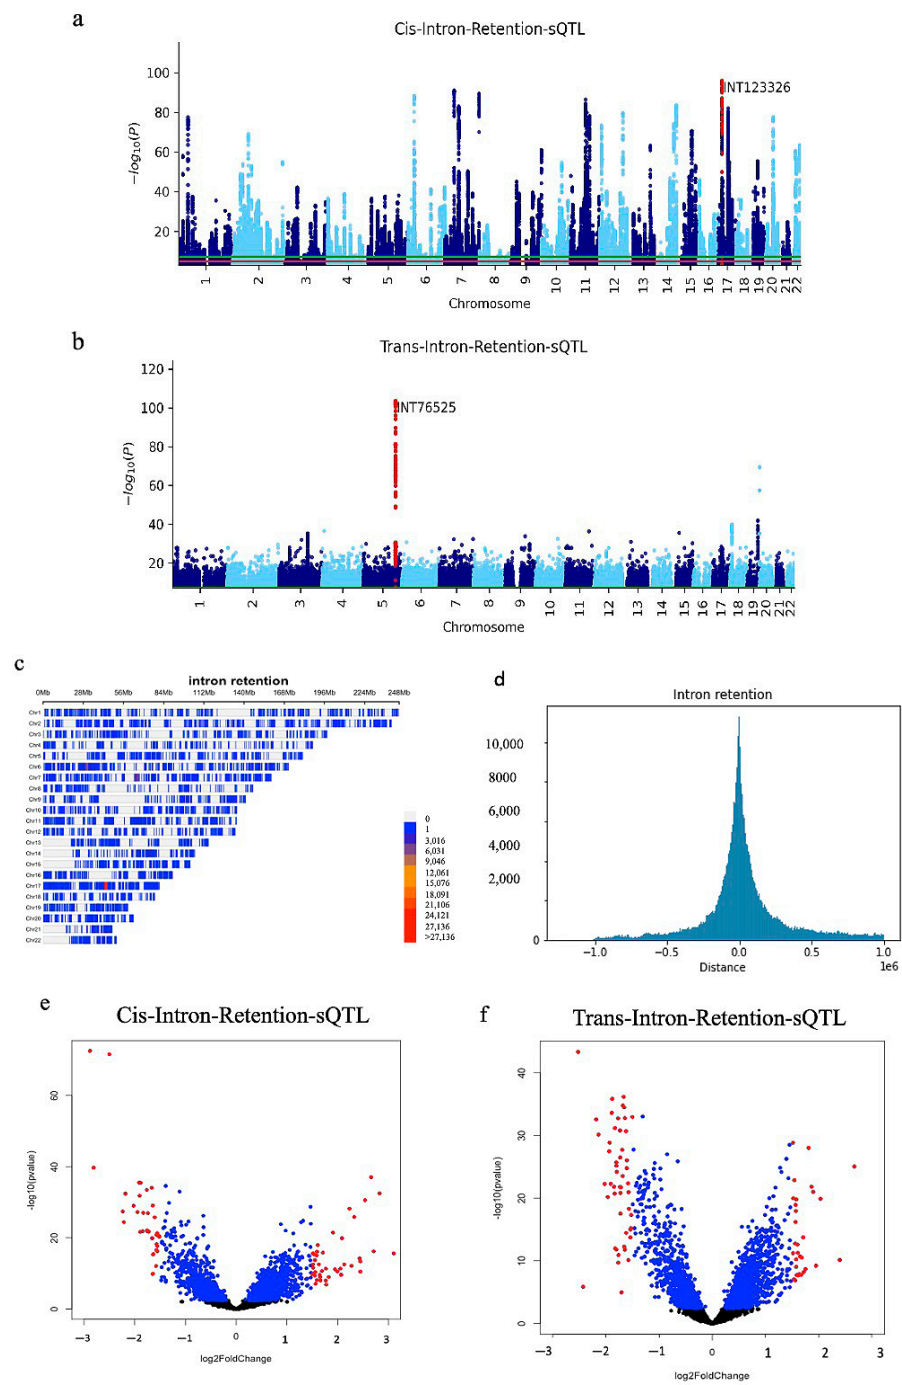 a
Cis-Intron-Retention-sQTL
100
80
60
40
20
−log10(P)
INT123326
1 2 3 4 5 6 7 8 9 10 11 12 13 14 15 16 17 18 19 20 21 22
Chromosome
b
Trans-Intron-Retention-sQTL
120
100
80
60
40
20
−log10(P)
INT76525
1 2 3 4 5 6 7 8 9 10 11 12 13 14 15 16 17 18 19 20 21 22
Chromosome
c
intron retention
0Mb 28Mb 56Mb 84Mb 112Mb 140Mb 168Mb 196Mb 224Mb 248Mb
Chr1
Chr2
Chr3
Chr4
Chr5
Chr6
Chr7
Chr8
Chr9
Chr10
Chr11
Chr12
Chr13
Chr14
Chr15
Chr16
Chr17
Chr18
Chr19
Chr20
Chr21
Chr22
0
1
3,016
6,031
9,046
12,061
15,076
18,091
21,106
24,121
27,136
>27,136
d
Intron retention
10,000
8000
6,000
4,000
2,000
0
−1.0 −0.5 0.0 0.5 1.0
1e6
Distance
e
Cis-Intron-Retention-sQTL
60
40
20
0
-log10(pvalue)
−3 −2 −1 0 1 2 3
log2FoldChange
f
Trans-Intron-Retention-sQTL
40
30
20
10
0
-log10(pvalue)
−3 −2 −1 0 1 2 3
log2FoldChange